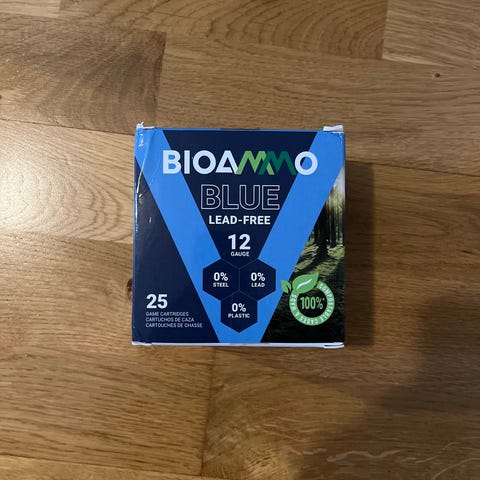 BIOAMMO
BLUE
LEAD-FREE
12
GAUGE
0%
STEEL
0%
LEAD
0%
PLASTIC
25
GAME CARTRIDGES
CARTUCHOS DE CAZA
CARTOUCHES DE CHASSE
100%